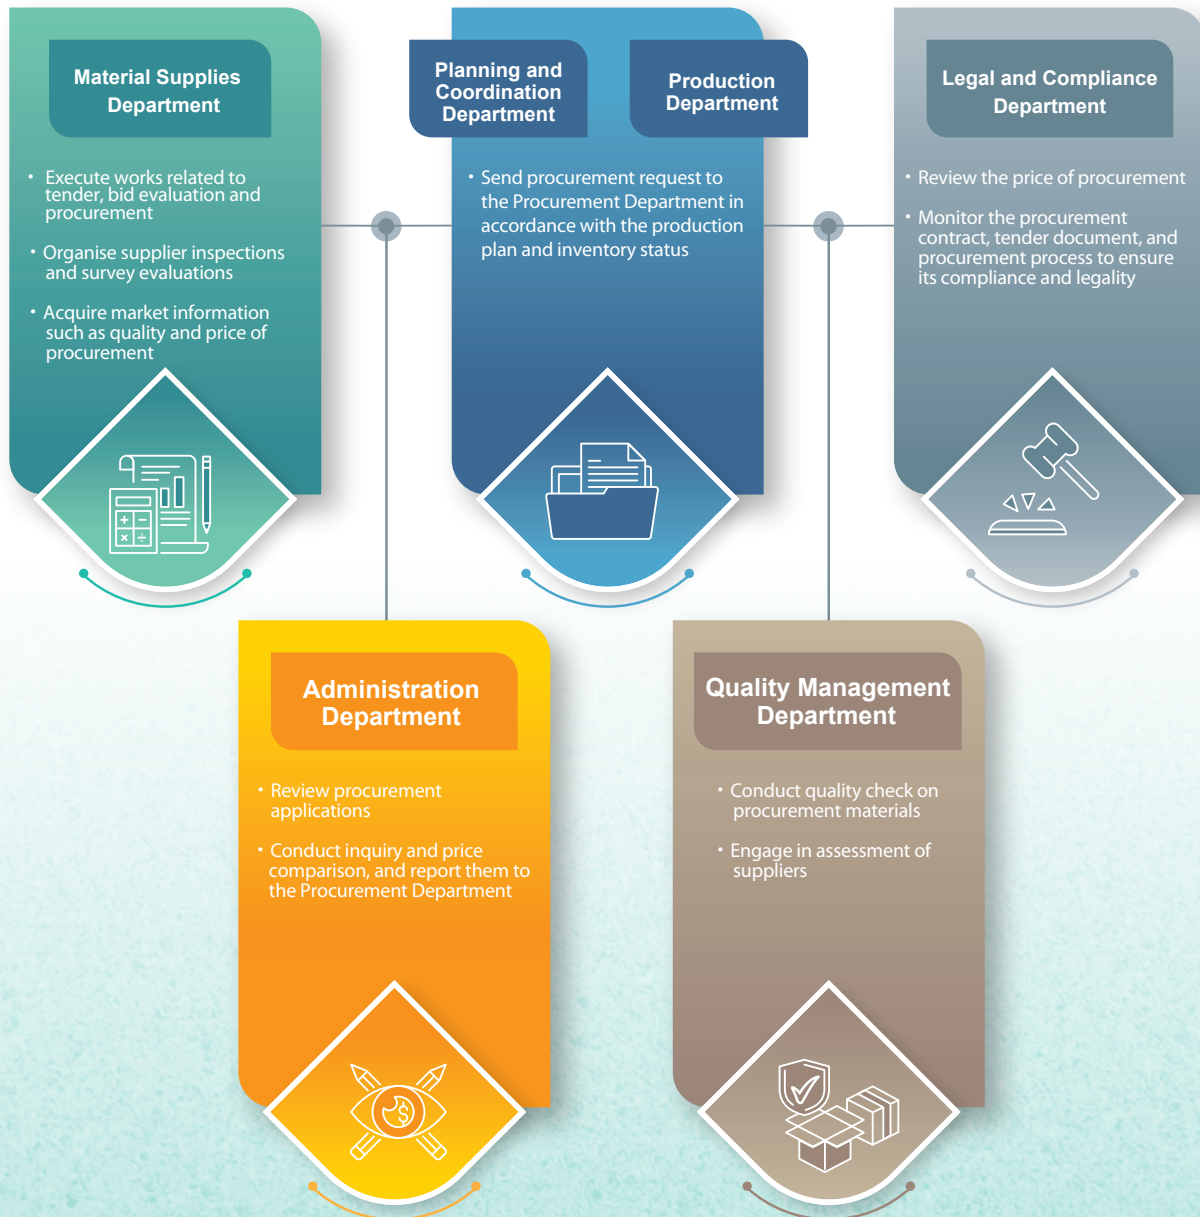 Material Supplies
Department
• Execute works related to
tender, bid evaluation and
procurement
• Organise supplier inspections
and survey evaluations
• Acquire market information
such as quality and price of
procurement
Planning and
Coordination
Department
Production
Department
• Send procurement request to
the Procurement Department in
accordance with the production
plan and inventory status
Legal and Compliance
Department
• Review the price of procurement
• Monitor the procurement
contract, tender document, and
procurement process to ensure
its compliance and legality
Administration
Department
• Review procurement
applications
• Conduct inquiry and price
comparison, and report them to
the Procurement Department
Quality Management
Department
• Conduct quality check on
procurement materials
• Engage in assessment of
suppliers